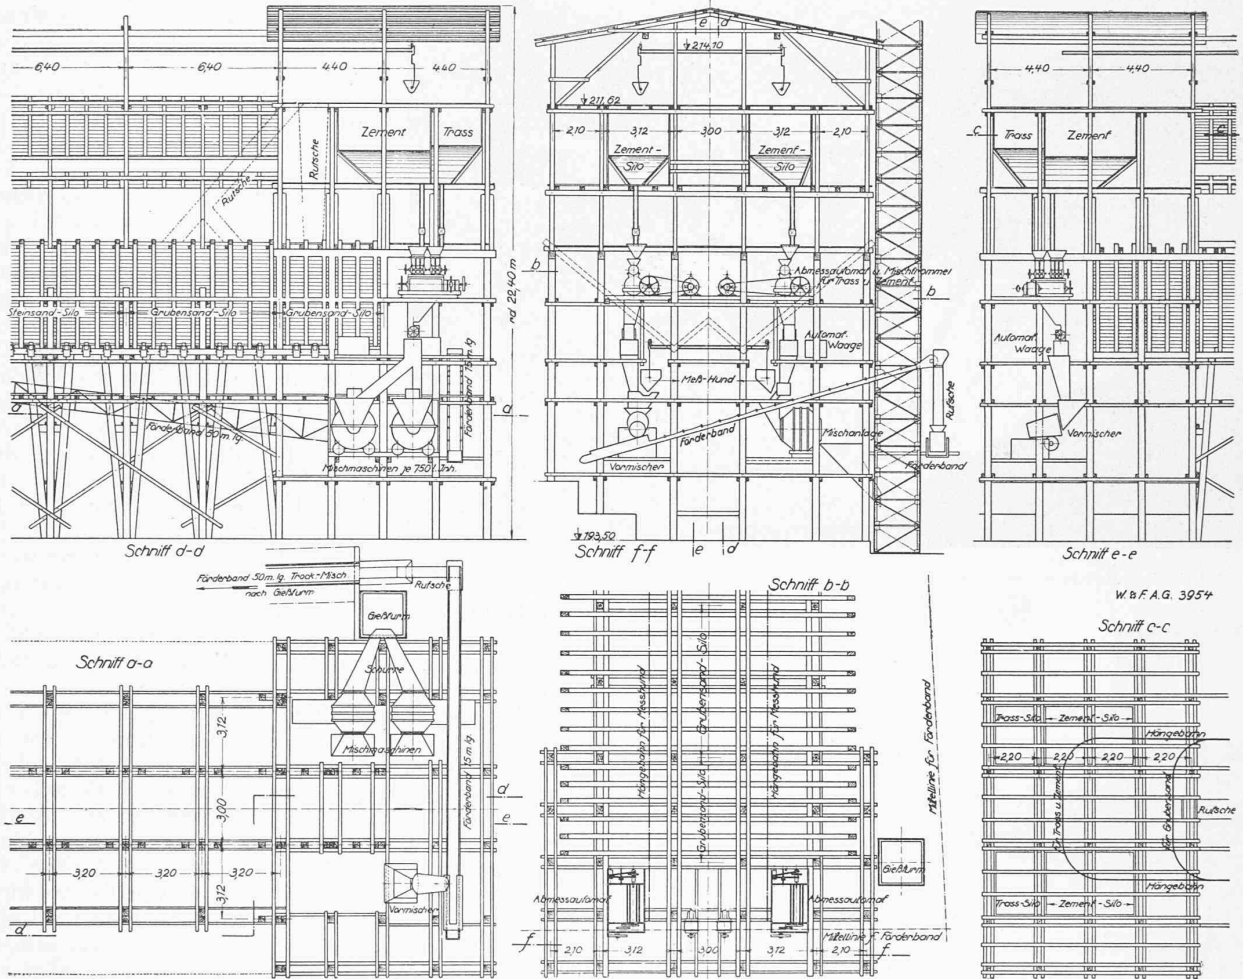 6,40
6,40
4,40
4,40
Zement
Trass
Rutsche
Rutsche
rd 22,40 m
Steinsand-Silo
Grubensand-Silo
Grubensand-Silo
Förderband 15 m. lg.
a
a
Förderband 50 m. lg.
Mischmaschinen je 750 l. Inh.
Schnitt d-d
e
d
214,10
211,62
2,10
3,12
3,00
3,12
2,10
Zement-
Silo
Zement-
Silo
b
b
Abmessautomat u. Mischtrommel
für Trass u. Zement
Automat.
Waage
Meß-Hund
Rutsche
Förderband
Mischanlage
Vormischer
Förderband
193,50
Schnitt f-f
e
d
4,40
4,40
c
c
Trass
Zement
Automat.
Waage
Vormischer
Schnitt e-e
Förderband 50 m. lg. Trock-Misch
nach Gießturm
Rutsche
Gießturm
Schnitt a-a
Schurre
Mischmaschinen
Förderband 15 m. lg.
3,12
3,00
3,12
d
e
e
3,20
3,20
3,20
Vormischer
d
Schnitt b-b
Hängebahn für Messhund
Grubensand-Silo
Grubensand-Silo
Hängebahn für Messhund
Mittellinie für Förderband
Gießturm
Abmessautomat
Abmessautomat
Mittellinie f. Förderband
f
f
2,10
3,12
3,00
3,12
2,10
W. & F. A.G. 3954
Schnitt c-c
Trass-Silo
Zement-Silo
Hängebahn
2,20
2,20
2,20
2,20
für Trass u. Zement
für Grubensand
Rutsche
Hängebahn
Trass-Silo
Zement-Silo